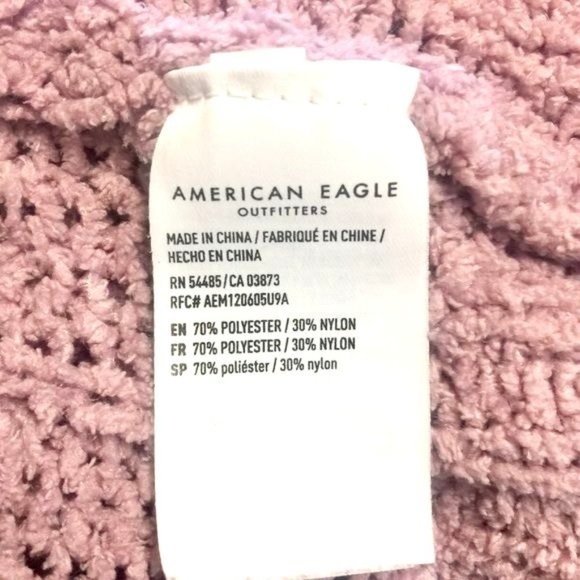 AMERICAN EAGLE
OUTFITTERS
MADE IN CHINA / FABRIQUÉ EN CHINE /
HECHO EN CHINA
RN 54485/CA 03873
RFC# AEM120605U9A
EN 70% POLYESTER / 30% NYLON
FR 70% POLYESTER / 30% NYLON
SP 70% poliéster / 30% nylon